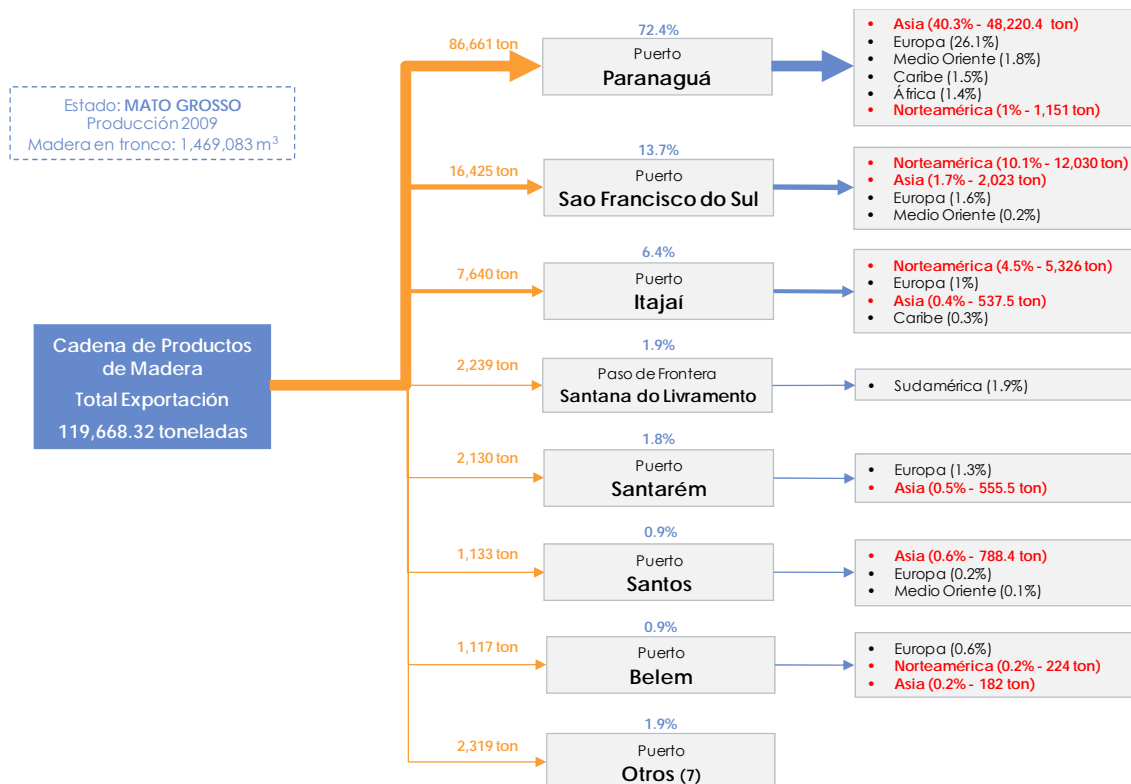 Estado: MATO GROSSO
Producción 2009
Madera en tronco: 1,469,083 m³
Cadena de Productos
de Madera
Total Exportación
119,668.32 toneladas
86,661 ton
72.4%
Puerto
Paranaguá
• Asia (40.3% - 48,220.4 ton)
• Europa (26.1%)
• Medio Oriente (1.8%)
• Caribe (1.5%)
• África (1.4%)
• Norteamérica (1% - 1,151 ton)
16,425 ton
13.7%
Puerto
Sao Francisco do Sul
• Norteamérica (10.1% - 12,030 ton)
• Asia (1.7% - 2,023 ton)
• Europa (1.6%)
• Medio Oriente (0.2%)
7,640 ton
6.4%
Puerto
Itajaí
• Norteamérica (4.5% - 5,326 ton)
• Europa (1%)
• Asia (0.4% - 537.5 ton)
• Caribe (0.3%)
2,239 ton
1.9%
Paso de Frontera
Santana do Livramento
• Sudamérica (1.9%)
2,130 ton
1.8%
Puerto
Santarém
• Europa (1.3%)
• Asia (0.5% - 555.5 ton)
1,133 ton
0.9%
Puerto
Santos
• Asia (0.6% - 788.4 ton)
• Europa (0.2%)
• Medio Oriente (0.1%)
1,117 ton
0.9%
Puerto
Belem
• Europa (0.6%)
• Norteamérica (0.2% - 224 ton)
• Asia (0.2% - 182 ton)
2,319 ton
1.9%
Puerto
Otros (7)